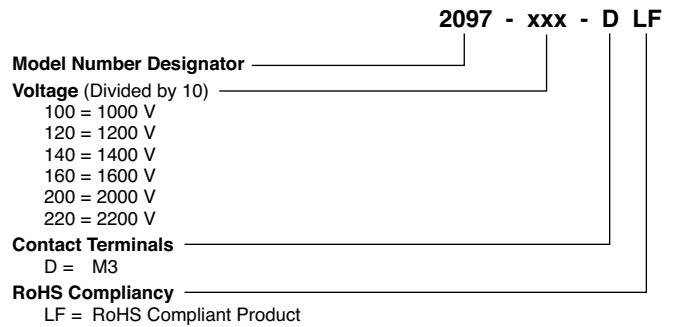 2097 - xxx - D LF
Model Number Designator
Voltage (Divided by 10)
100 = 1000 V
120 = 1200 V
140 = 1400 V
160 = 1600 V
200 = 2000 V
220 = 2200 V
Contact Terminals
D = M3
RoHS Compliancy
LF = RoHS Compliant Product